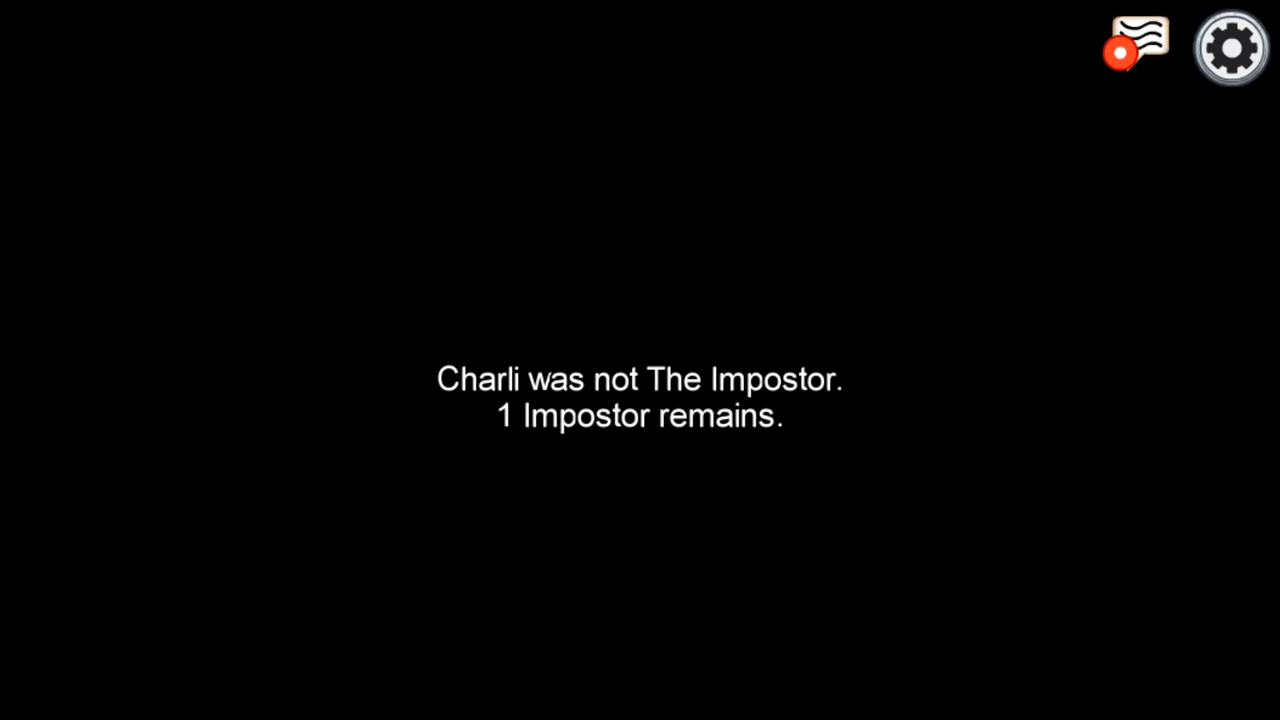 Charli was not The Impostor.
1 Impostor remains.